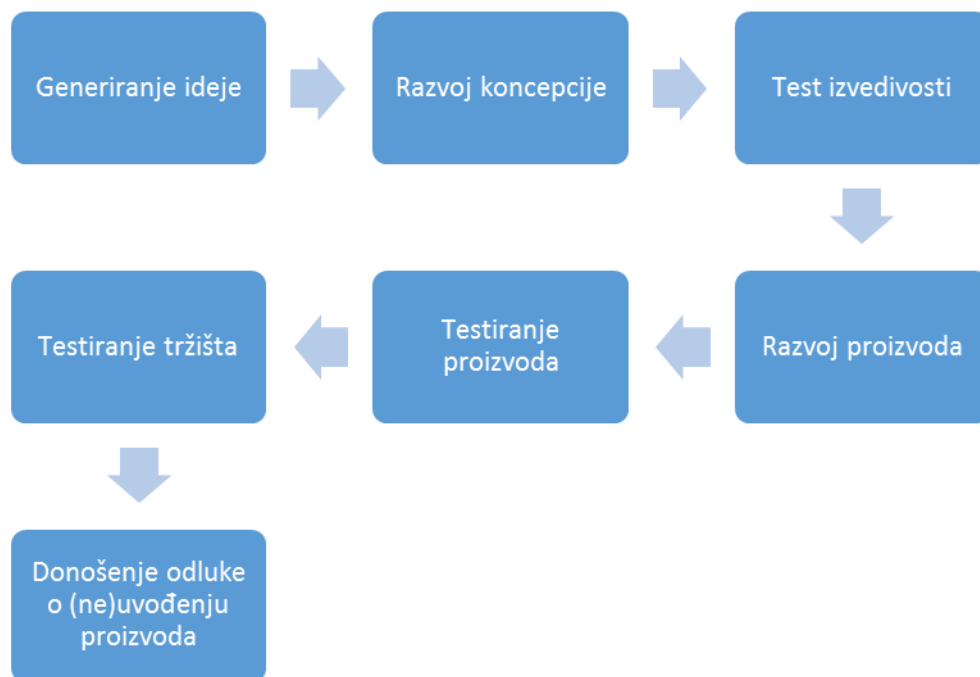 Generiranje ideje
Razvoj koncepcije
Test izvedivosti
Razvoj proizvoda
Testiranje
proizvoda
Testiranje tržišta
Donošenje odluke
o (ne)uvođenju
proizvoda